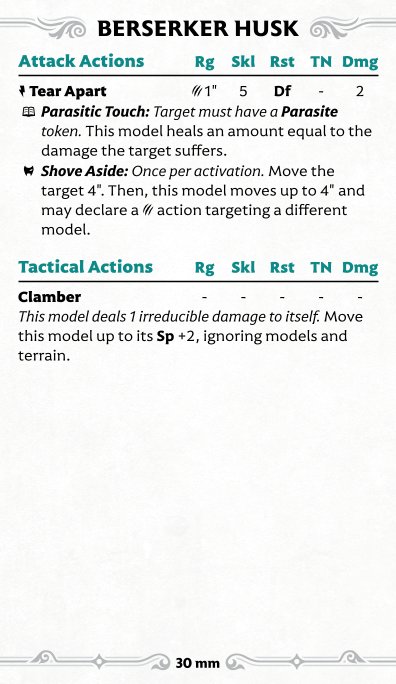 BERSERKER HUSK
Attack Actions Rg Skl Rst TN Dmg
Tear Apart 1" 5 Df - 2
Parasitic Touch: Target must have a Parasite
token. This model heals an amount equal to the
damage the target suffers.
Shove Aside: Once per activation. Move the
target 4". Then, this model moves up to 4" and
may declare a action targeting a different
model.
Tactical Actions Rg Skl Rst TN Dmg
Clamber - - - - -
This model deals 1 irreducible damage to itself. Move
this model up to its Sp +2, ignoring models and
terrain.
30 mm